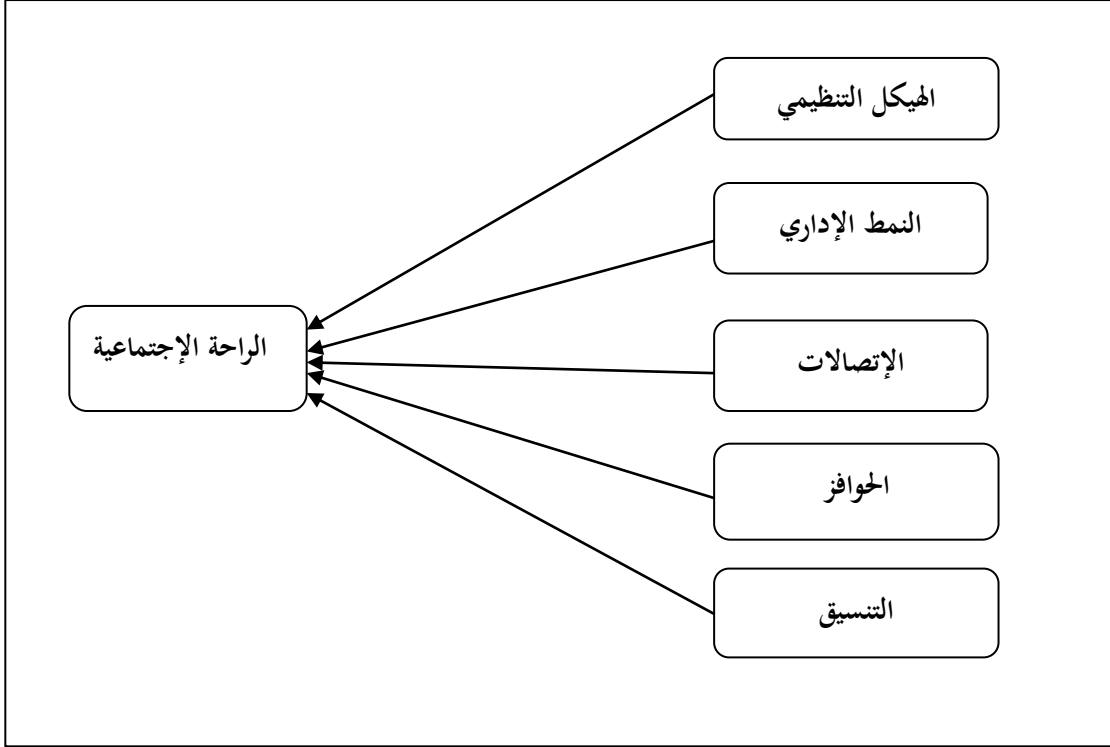 الهيكل التنظيمي
النمط الإداري
الإتصالات
الحوافز
التنسيق
الراحة الإجتماعية